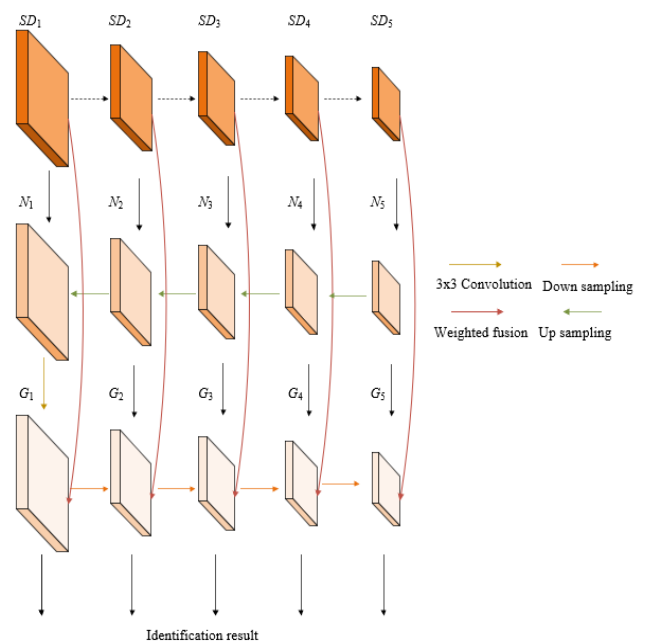 SD1 SD2 SD3 SD4 SD5
N1 N2 N3 N4 N5
3x3 Convolution Down sampling
Weighted fusion Up sampling
G1 G2 G3 G4 G5
Identification result